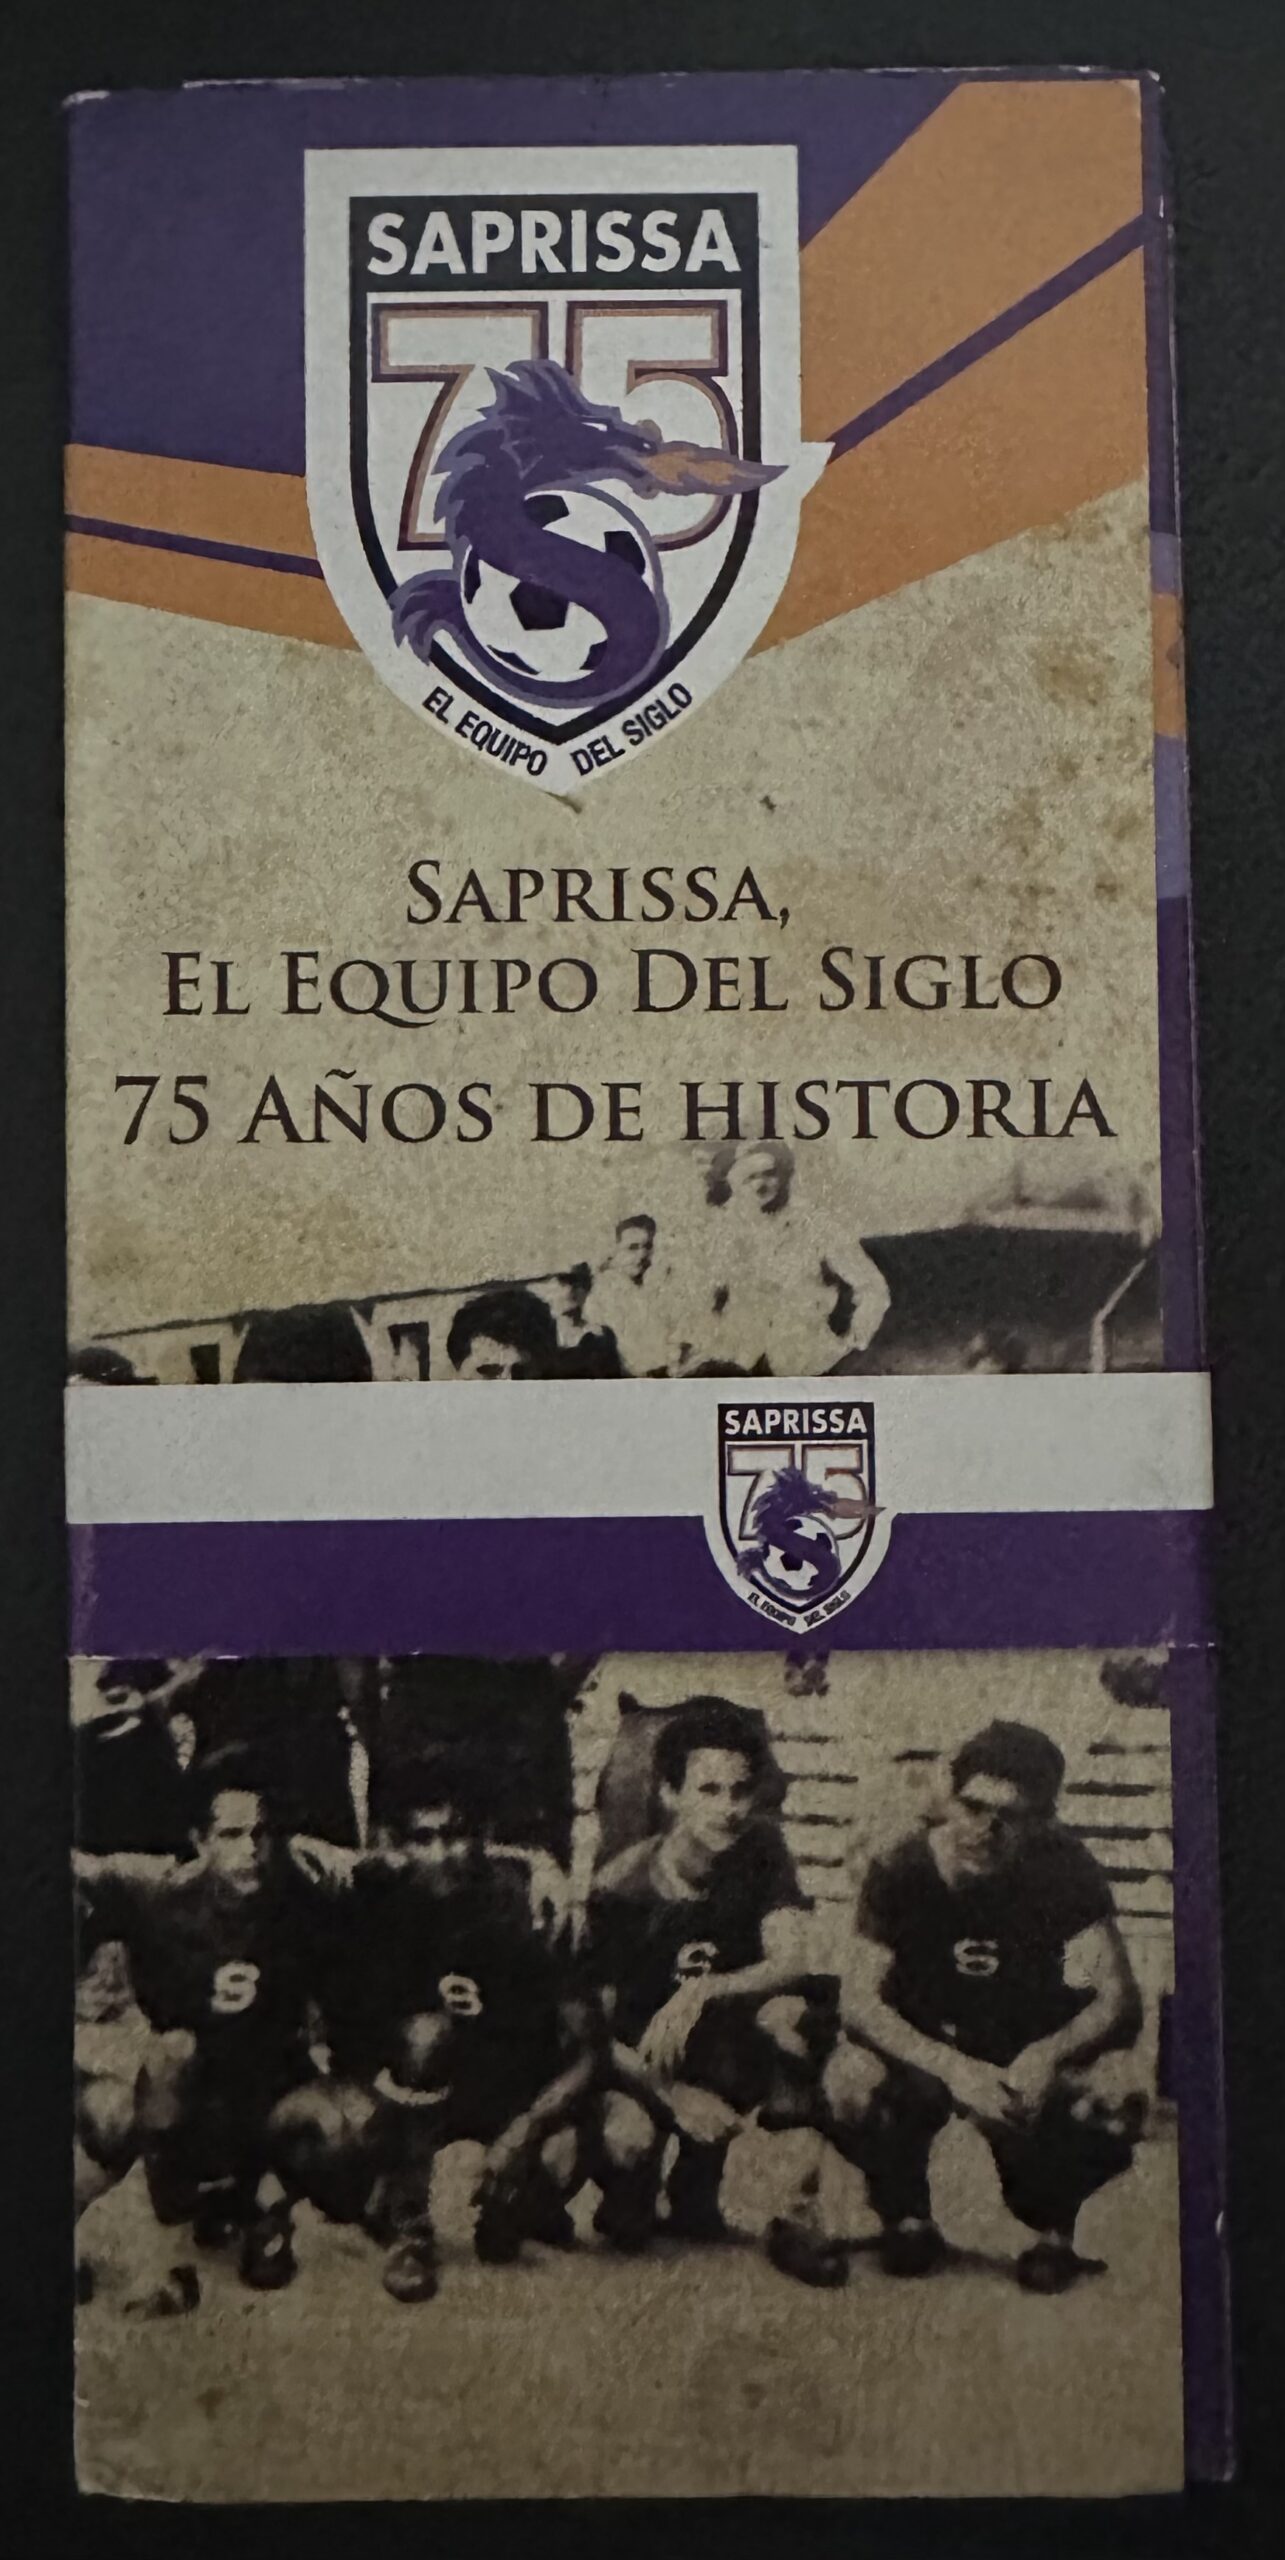 SAPRISSA
75
EL EQUIPO DEL SIGLO
SAPRISSA,
EL EQUIPO DEL SIGLO
75 AÑOS DE HISTORIA
SAPRISSA
75
EL EQUIPO DEL SIGLO
S S S S